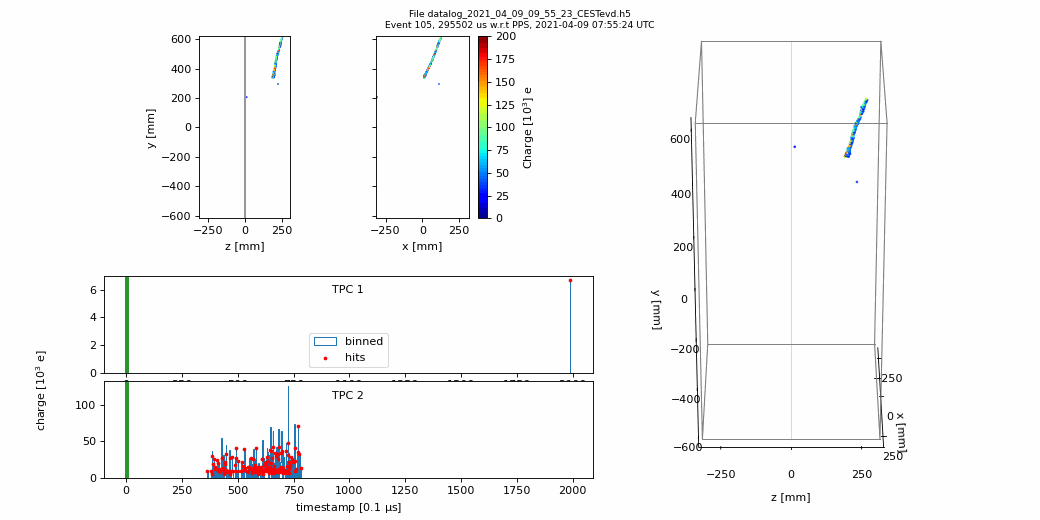 File datalog_2021_04_09_09_55_23_CESTevd.h5
Event 105, 295502 us w.r.t PPS, 2021-04-09 07:55:24 UTC
600
400
200
0
−200
−400
−600
y [mm]
−250 0 250
z [mm]
−250 0 250
x [mm]
200
175
150
125
100
75
50
25
0
Charge [10³] e
TPC 1
6
4
2
0
binned
hits
TPC 2
100
50
0
0 250 500 750 1000 1250 1500 1750 2000
timestamp [0.1 μs]
charge [10³ e]
600
400
200
0
−200
−400
−600
y [mm]
−250 0 250
z [mm]
−250
0
250
x [mm]